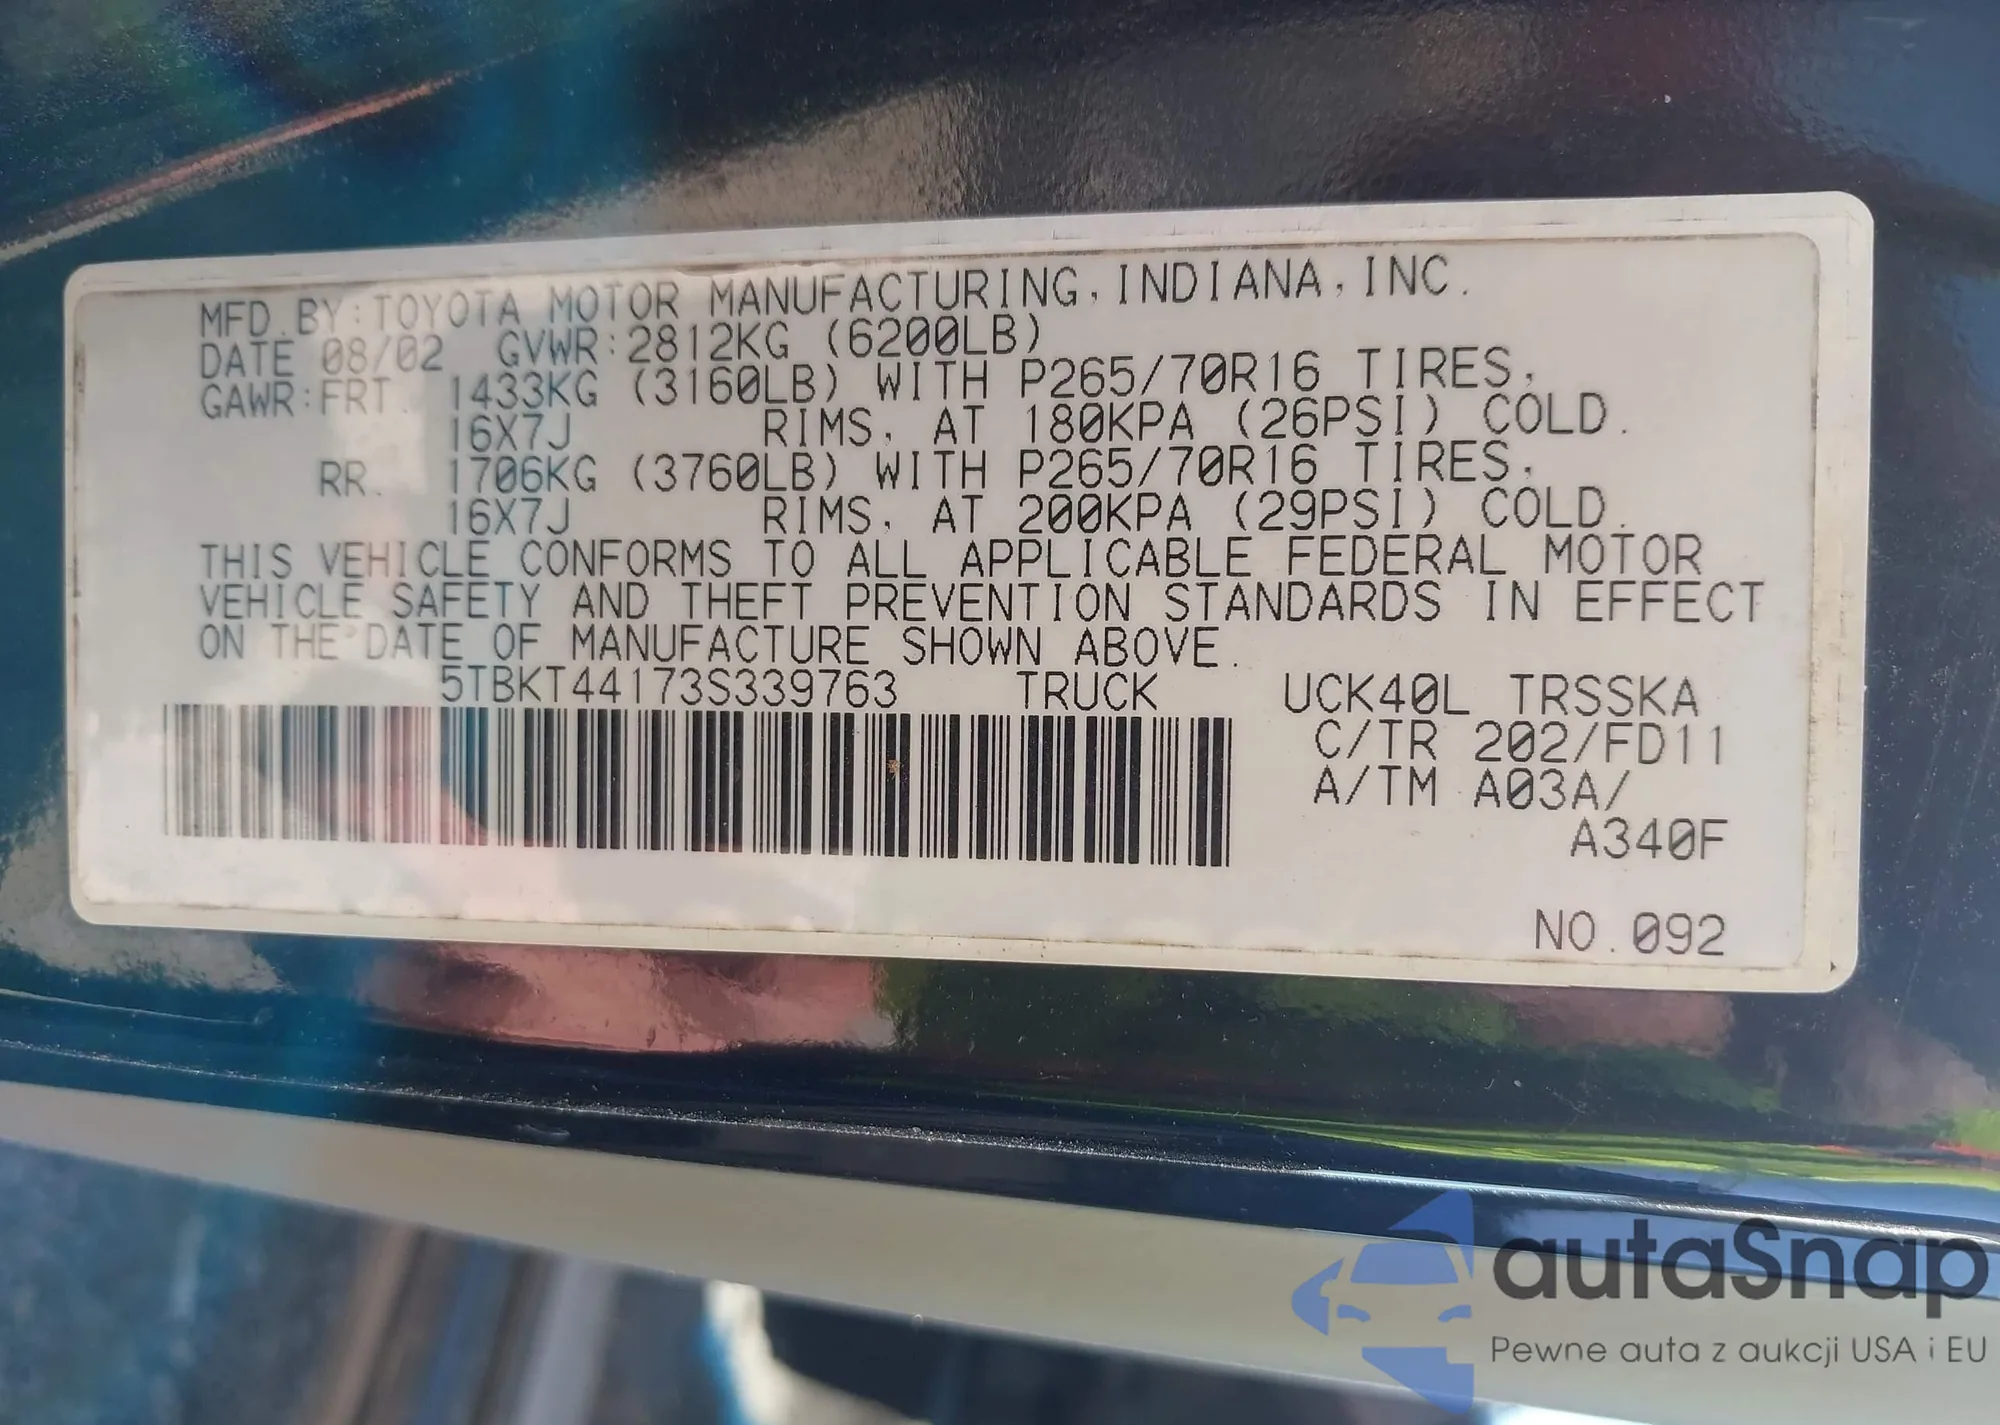 MFD.BY:TOYOTA MOTOR MANUFACTURING,INDIANA,INC.
DATE 08/02 GVWR:2812KG (6200LB)
GAWR:FRT. 1433KG (3160LB) WITH P265/70R16 TIRES,
16X7J RIMS, AT 180KPA (26PSI) COLD.
RR. 1706KG (3760LB) WITH P265/70R16 TIRES,
16X7J RIMS, AT 200KPA (29PSI) COLD.
THIS VEHICLE CONFORMS TO ALL APPLICABLE FEDERAL MOTOR
VEHICLE SAFETY AND THEFT PREVENTION STANDARDS IN EFFECT
ON THE DATE OF MANUFACTURE SHOWN ABOVE.
5TBKT44173S339763 TRUCK UCK40L TRSSKA
C/TR 202/FD11
A/TM A03A/
A340F
NO.092
autaSnap
Pewne auta z aukcji USA i EU